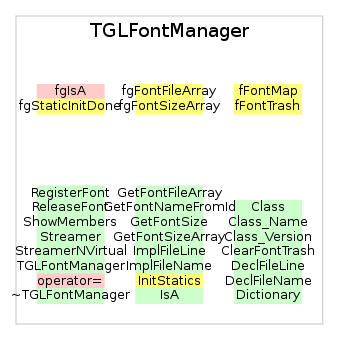 TGLFontManager
fgIsA fgFontFileArray fFontMap
fgStaticInitDone fgFontSizeArray fFontTrash
RegisterFont GetFontFileArray
ReleaseFont GetFontNameFromId Class
ShowMembers GetFontSize Class_Name
Streamer GetFontSizeArray Class_Version
StreamerNVirtual ImplFileLine ClearFontTrash
TGLFontManager ImplFileName DeclFileLine
operator= InitStatics DeclFileName
~TGLFontManager IsA Dictionary